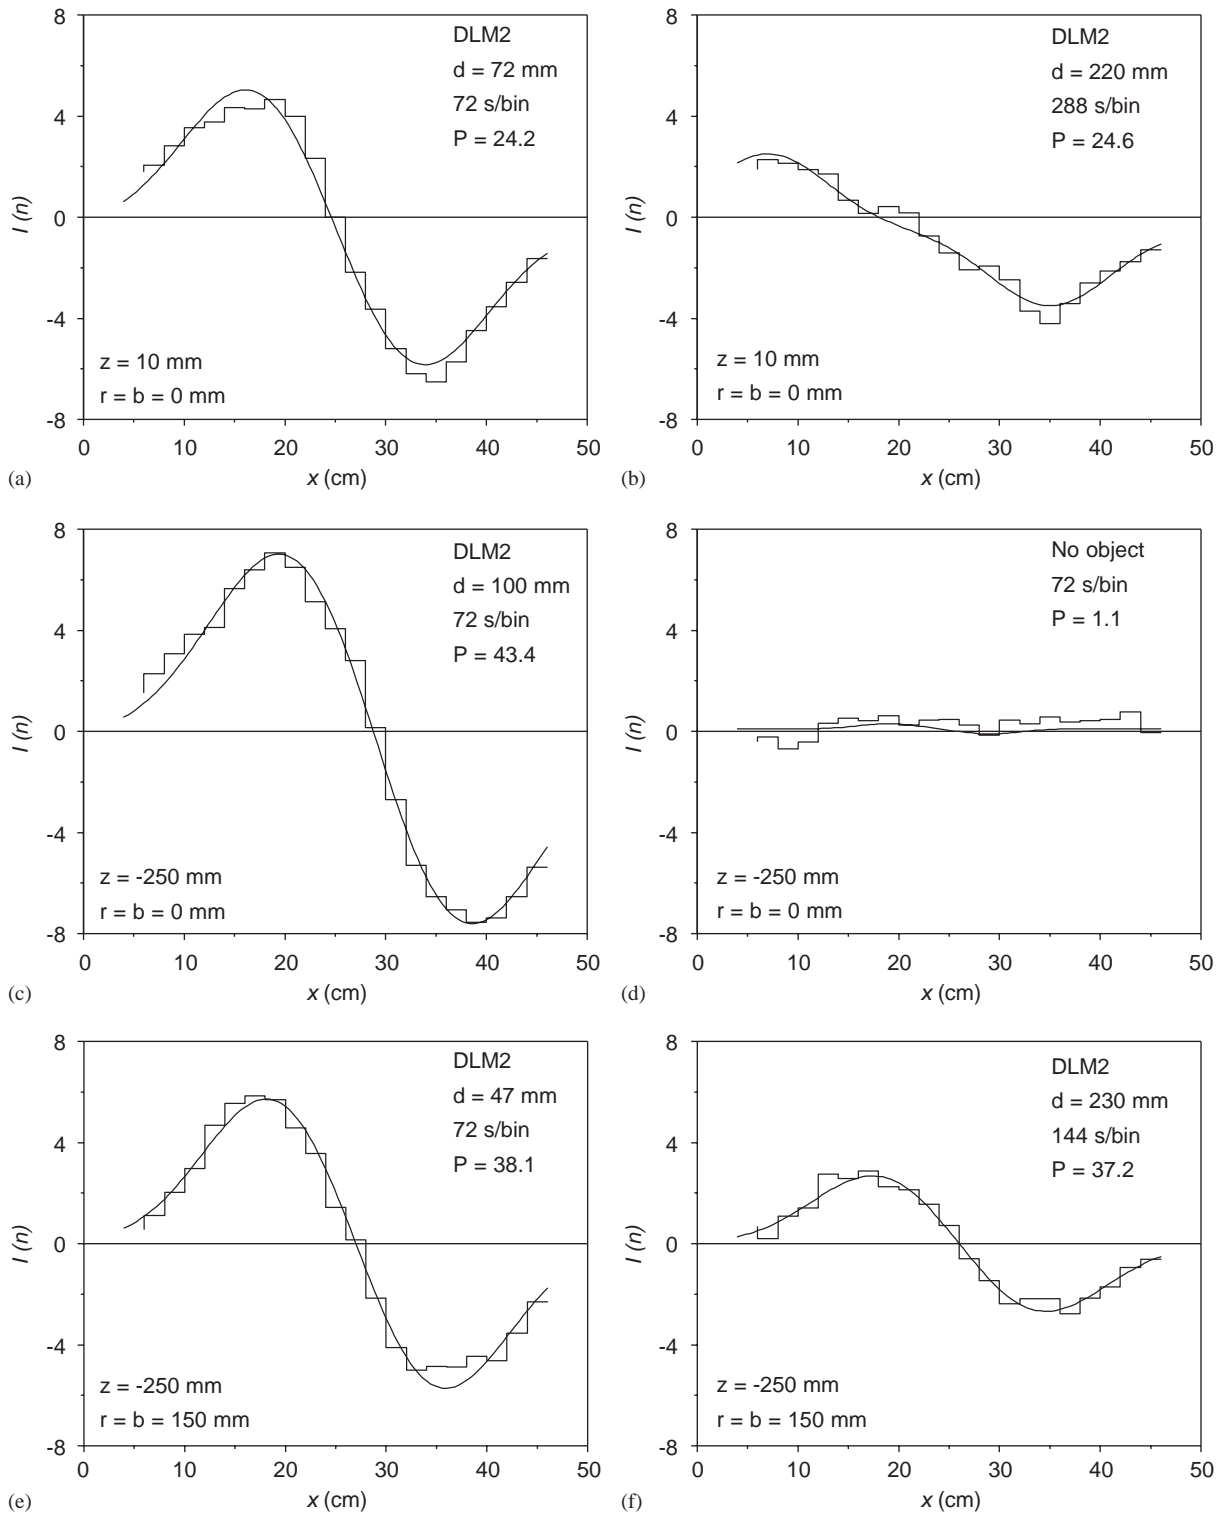 8
4
0
-4
-8
I (n)
DLM2
d = 72 mm
72 s/bin
P = 24.2
z = 10 mm
r = b = 0 mm
0 10 20 30 40 50
x (cm)
(a)
8
4
0
-4
-8
I (n)
DLM2
d = 220 mm
288 s/bin
P = 24.6
z = 10 mm
r = b = 0 mm
0 10 20 30 40 50
x (cm)
(b)
8
4
0
-4
-8
I (n)
DLM2
d = 100 mm
72 s/bin
P = 43.4
z = -250 mm
r = b = 0 mm
0 10 20 30 40 50
x (cm)
(c)
8
4
0
-4
-8
I (n)
No object
72 s/bin
P = 1.1
z = -250 mm
r = b = 0 mm
0 10 20 30 40 50
x (cm)
(d)
8
4
0
-4
-8
I (n)
DLM2
d = 47 mm
72 s/bin
P = 38.1
z = -250 mm
r = b = 150 mm
0 10 20 30 40 50
x (cm)
(e)
8
4
0
-4
-8
I (n)
DLM2
d = 230 mm
144 s/bin
P = 37.2
z = -250 mm
r = b = 150 mm
0 10 20 30 40 50
x (cm)
(f)